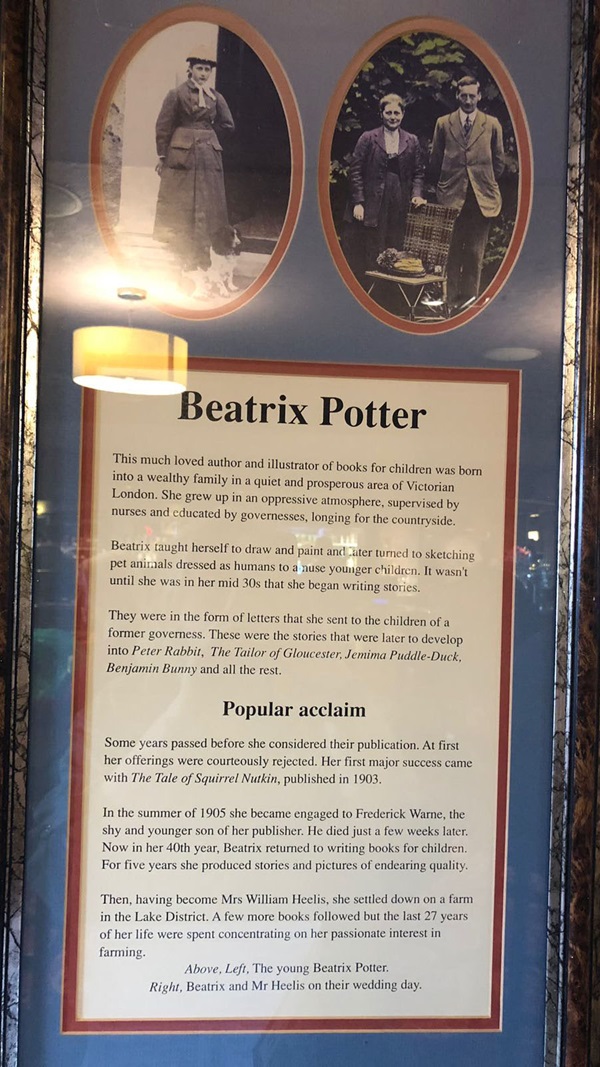 Beatrix Potter
This much loved author and illustrator of books for children was born
into a wealthy family in a quiet and prosperous area of Victorian
London. She grew up in an oppressive atmosphere, supervised by
nurses and educated by governesses, longing for the countryside.
Beatrix taught herself to draw and paint and later turned to sketching
pet animals dressed as humans to amuse younger children. It wasn't
until she was in her mid 30s that she began writing stories.
They were in the form of letters that she sent to the children of a
former governess. These were the stories that were later to develop
into Peter Rabbit, The Tailor of Gloucester, Jemima Puddle-Duck,
Benjamin Bunny and all the rest.
Popular acclaim
Some years passed before she considered their publication. At first
her offerings were courteously rejected. Her first major success came
with The Tale of Squirrel Nutkin, published in 1903.
In the summer of 1905 she became engaged to Frederick Warne, the
shy and younger son of her publisher. He died just a few weeks later.
Now in her 40th year, Beatrix returned to writing books for children.
For five years she produced stories and pictures of endearing quality.
Then, having become Mrs William Heelis, she settled down on a farm
in the Lake District. A few more books followed but the last 27 years
of her life were spent concentrating on her passionate interest in
farming.
Above, Left, The young Beatrix Potter.
Right, Beatrix and Mr Heelis on their wedding day.